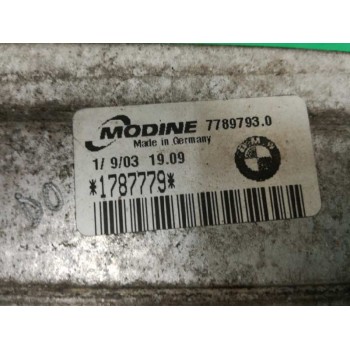 MODINE 7789793.0
Made in Germany
1/ 9/03 19.09
*1787779*
BMW